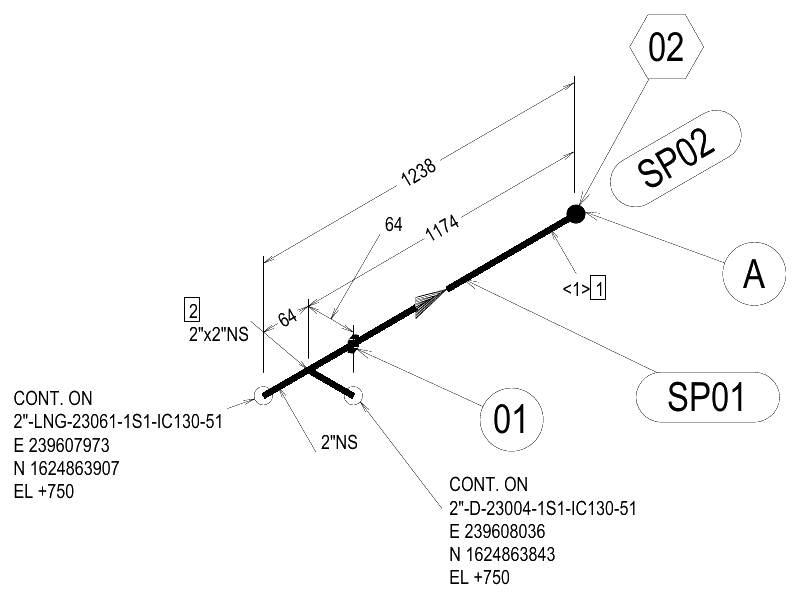 02
SP02
1238
64
1174
A
<1> 1
2
64
2"x2"NS
SP01
CONT. ON
2"-LNG-23061-1S1-IC130-51
E 239607973
N 1624863907
EL +750
01
2"NS
CONT. ON
2"-D-23004-1S1-IC130-51
E 239608036
N 1624863843
EL +750